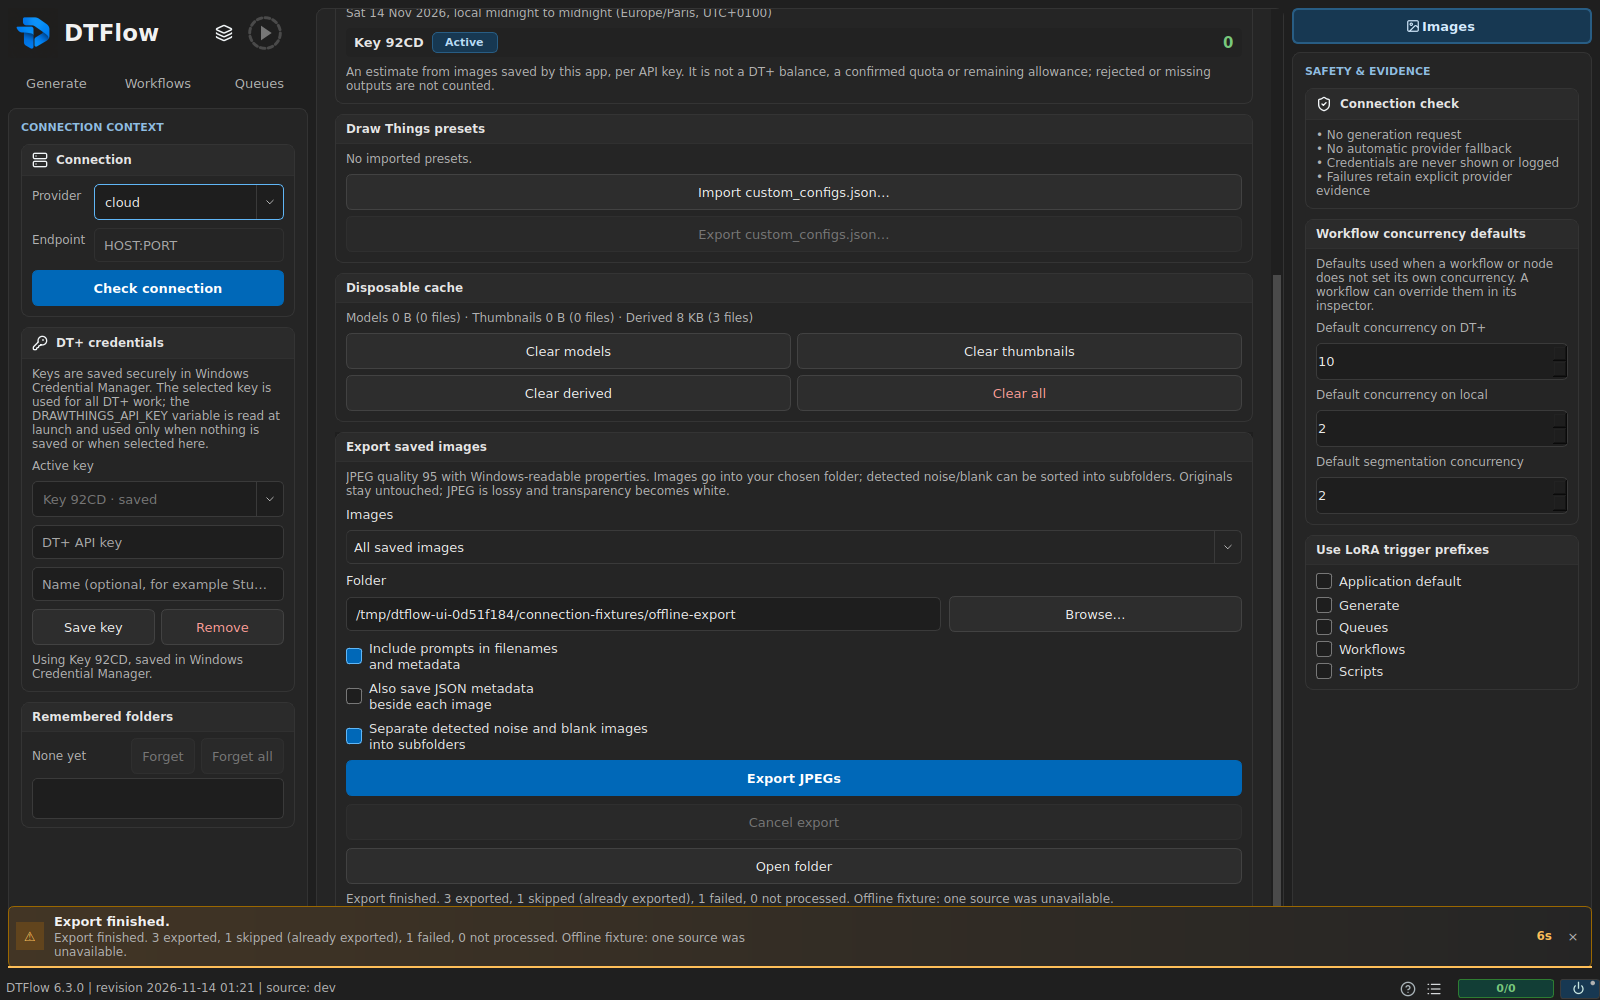 DTFlow
Generate Workflows Queues
CONNECTION CONTEXT
Connection
Provider cloud
Endpoint HOST:PORT
Check connection
DT+ credentials
Keys are saved securely in Windows
Credential Manager. The selected key is
used for all DT+ work; the
DRAWTHINGS_API_KEY variable is read at
launch and used only when nothing is
saved or when selected here.
Active key
Key 92CD · saved
DT+ API key
Name (optional, for example Stu...
Save key Remove
Using Key 92CD, saved in Windows
Credential Manager.
Remembered folders
None yet Forget Forget all
Sat 14 Nov 2026, local midnight to midnight (Europe/Paris, UTC+0100)
Key 92CD Active 0
An estimate from images saved by this app, per API key. It is not a DT+ balance, a confirmed quota or remaining allowance; rejected or missing
outputs are not counted.
Draw Things presets
No imported presets.
Import custom_configs.json...
Export custom_configs.json...
Disposable cache
Models 0 B (0 files) · Thumbnails 0 B (0 files) · Derived 8 KB (3 files)
Clear models Clear thumbnails
Clear derived Clear all
Export saved images
JPEG quality 95 with Windows-readable properties. Images go into your chosen folder; detected noise/blank can be sorted into subfolders. Originals
stay untouched; JPEG is lossy and transparency becomes white.
Images
All saved images
Folder
/tmp/dtflow-ui-0d51f184/connection-fixtures/offline-export Browse...
Include prompts in filenames
and metadata
Also save JSON metadata
beside each image
Separate detected noise and blank images
into subfolders
Export JPEGs
Cancel export
Open folder
Export finished. 3 exported, 1 skipped (already exported), 1 failed, 0 not processed. Offline fixture: one source was unavailable.
Images
SAFETY & EVIDENCE
Connection check
• No generation request
• No automatic provider fallback
• Credentials are never shown or logged
• Failures retain explicit provider
evidence
Workflow concurrency defaults
Defaults used when a workflow or node
does not set its own concurrency. A
workflow can override them in its
inspector.
Default concurrency on DT+
10
Default concurrency on local
2
Default segmentation concurrency
2
Use LoRA trigger prefixes
Application default
Generate
Queues
Workflows
Scripts
Export finished.
Export finished. 3 exported, 1 skipped (already exported), 1 failed, 0 not processed. Offline fixture: one source was
unavailable.
6s ×
DTFlow 6.3.0 | revision 2026-11-14 01:21 | source: dev
0/0